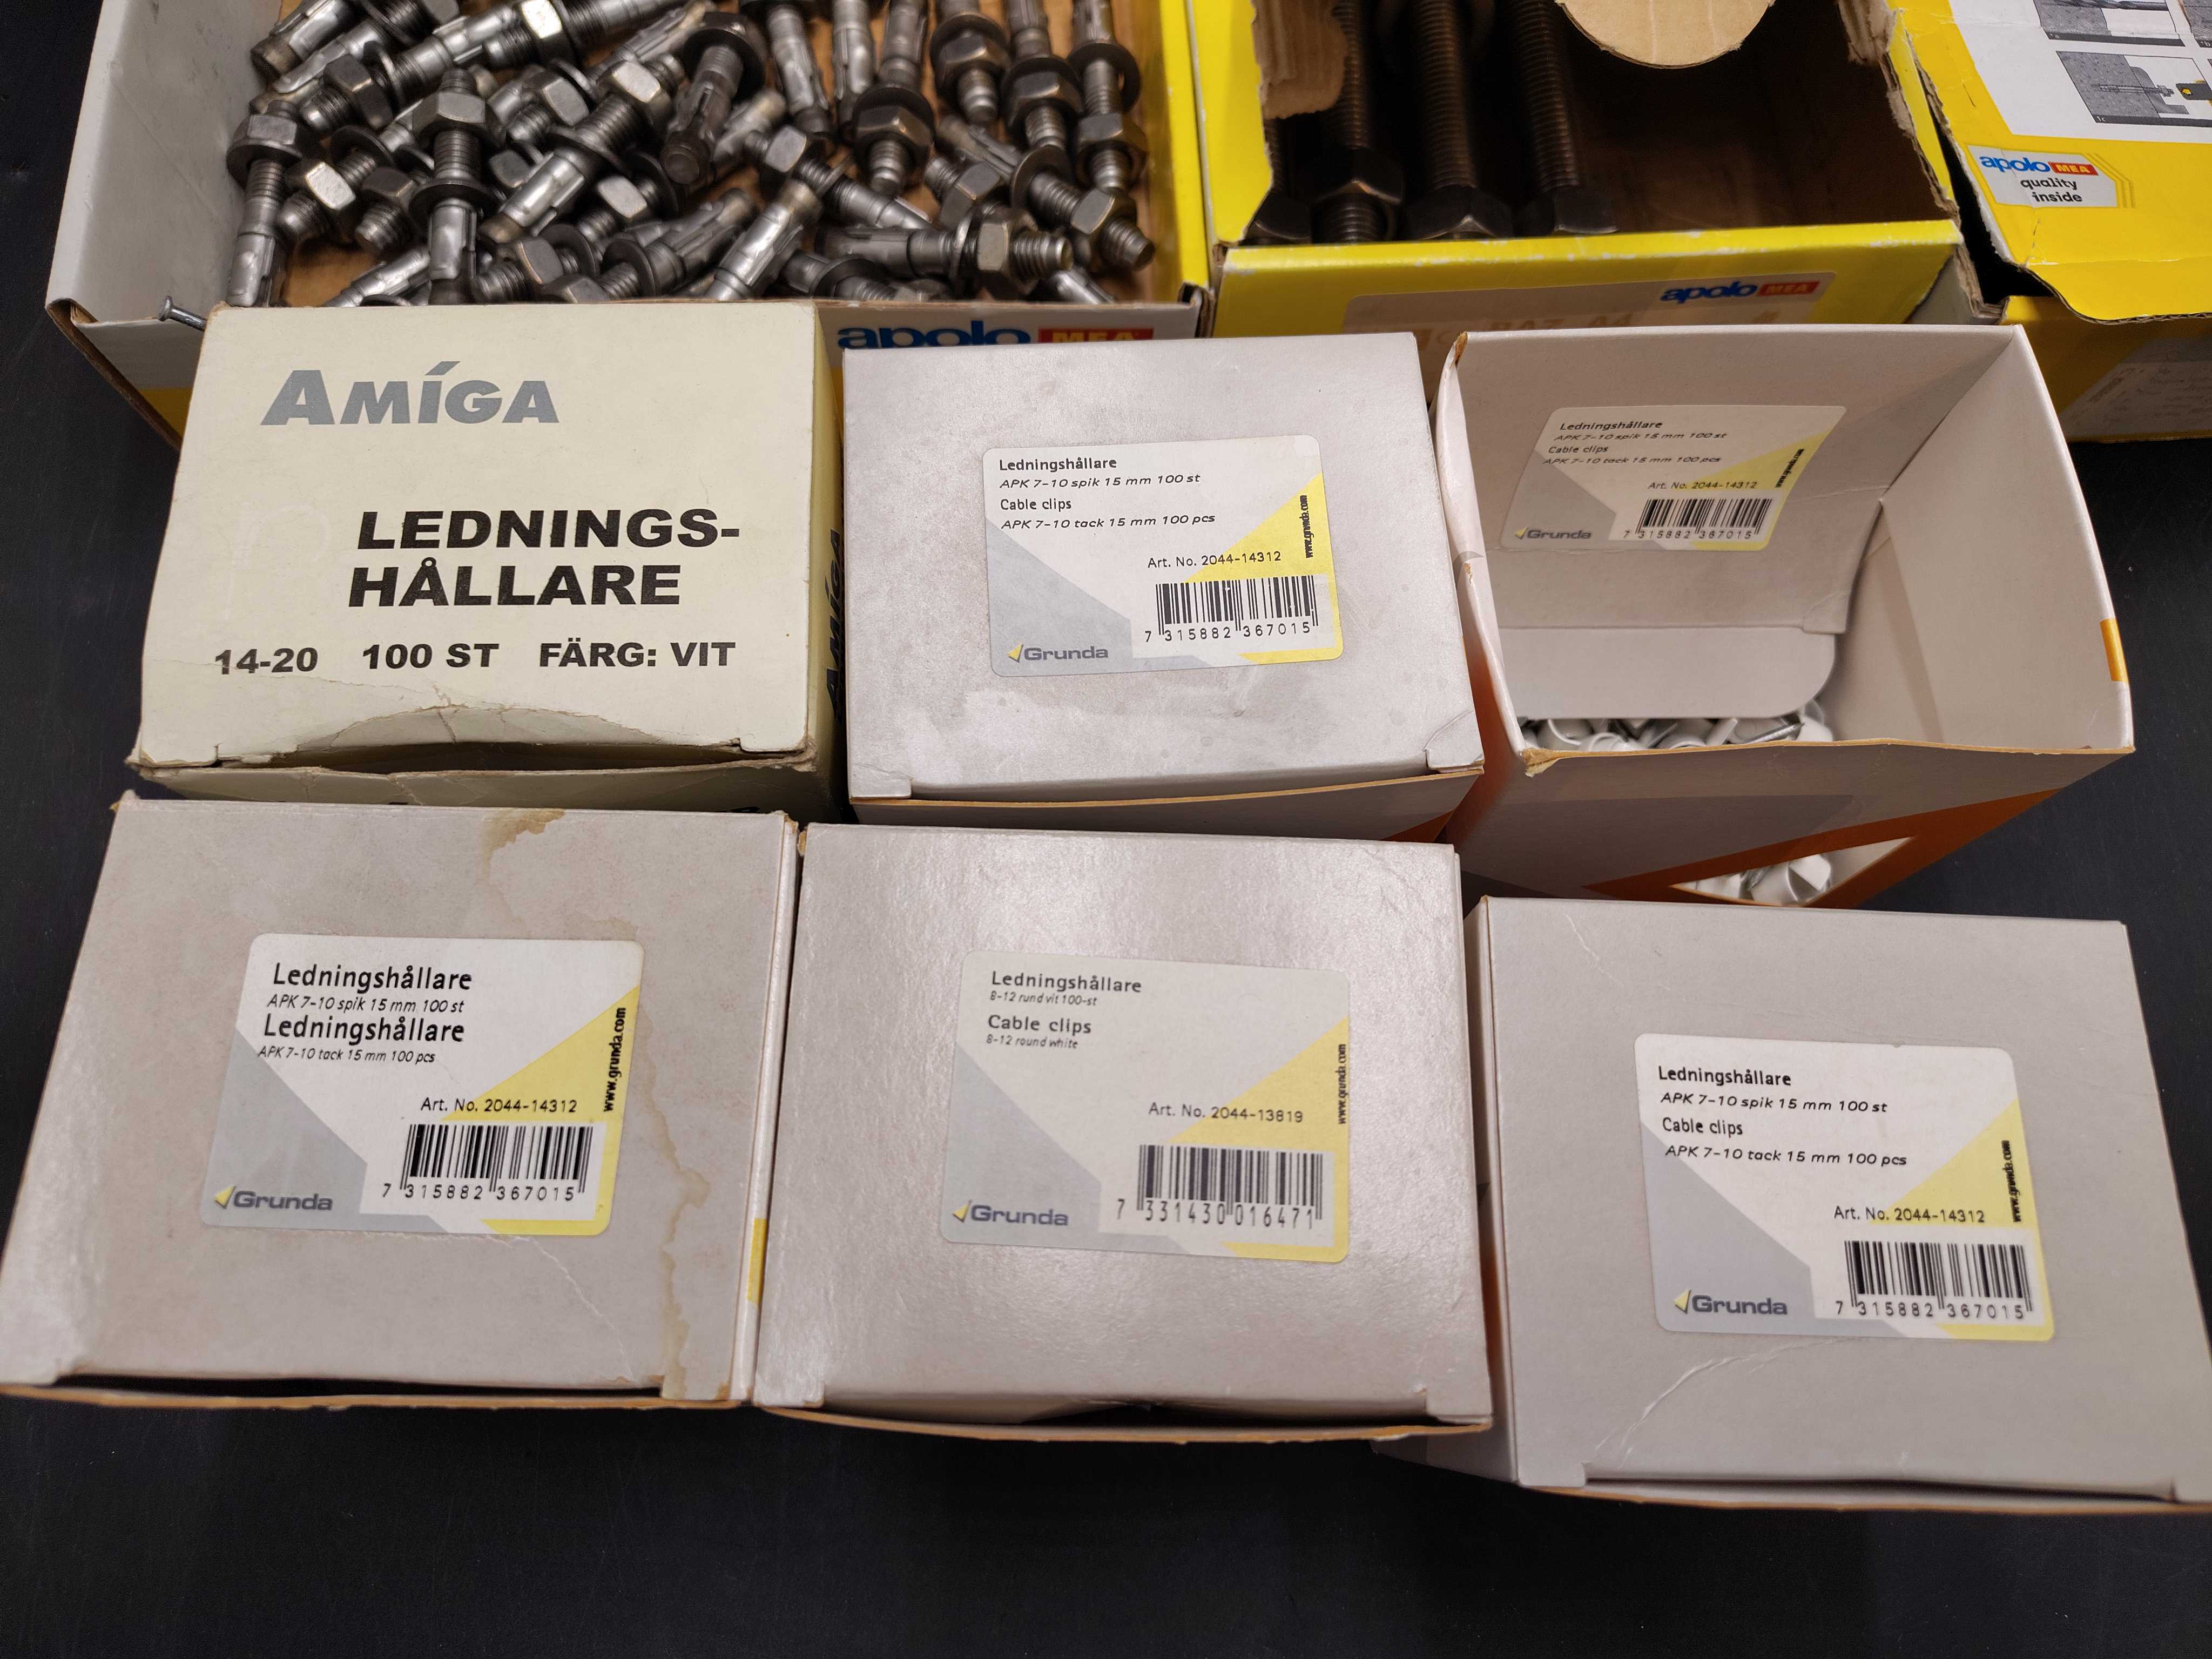 apolo MEA
quality
inside
apolo MEA
apolo MEA
AMÍGA
LEDNINGS-
HÅLLARE
14-20 100 ST FÄRG: VIT
AMÍGA
Ledningshållare
APK 7-10 spik 15 mm 100 st
Cable clips
APK 7-10 tack 15 mm 100 pcs
www.grunda.com
Art. No. 2044-14312
7 315882 367015
Grunda
Ledningshållare
APK 7-10 spik 15 mm 100 st
Cable clips
APK 7-10 tack 15 mm 100 pcs
www.grunda.com
Art. No. 2044-14312
7 315882 367015
Grunda
Ledningshållare
APK 7-10 spik 15 mm 100 st
Ledningshållare
APK 7-10 tack 15 mm 100 pcs
www.grunda.com
Art. No. 2044-14312
7 315882 367015
Grunda
Ledningshållare
8-12 rund vit 100-st
Cable clips
8-12 round white
www.grunda.com
Art. No. 2044-13819
7 331430 016471
Grunda
Ledningshållare
APK 7-10 spik 15 mm 100 st
Cable clips
APK 7-10 tack 15 mm 100 pcs
www.grunda.com
Art. No. 2044-14312
7 315882 367015
Grunda